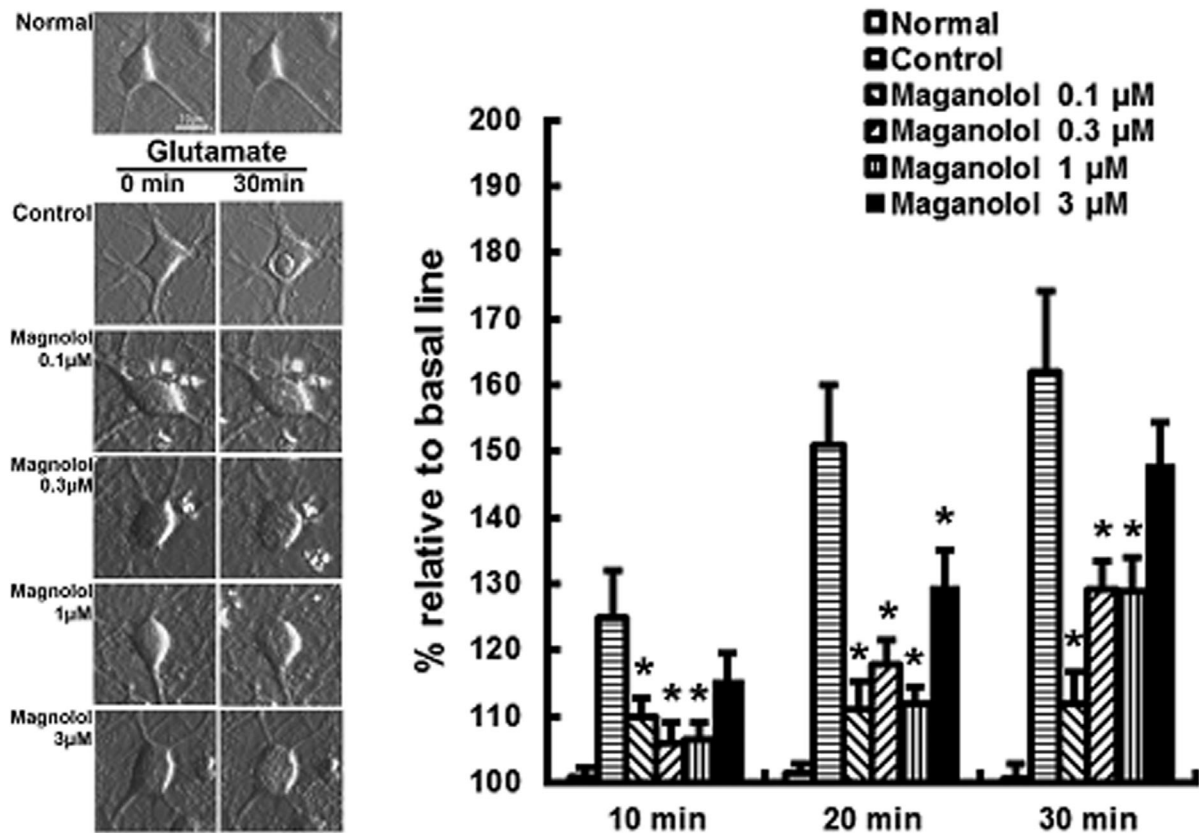 Normal
Glutamate
0 min 30min
Control
Magnolol
0.1µM
Magnolol
0.3µM
Magnolol
1µM
Magnolol
3µM
Normal
Control
Maganolol 0.1 µM
Maganolol 0.3 µM
Maganolol 1 µM
Maganolol 3 µM
% relative to basal line
200
190
180
170
160
150
140
130
120
110
100
* * *
* * * *
* * *
10 min 20 min 30 min